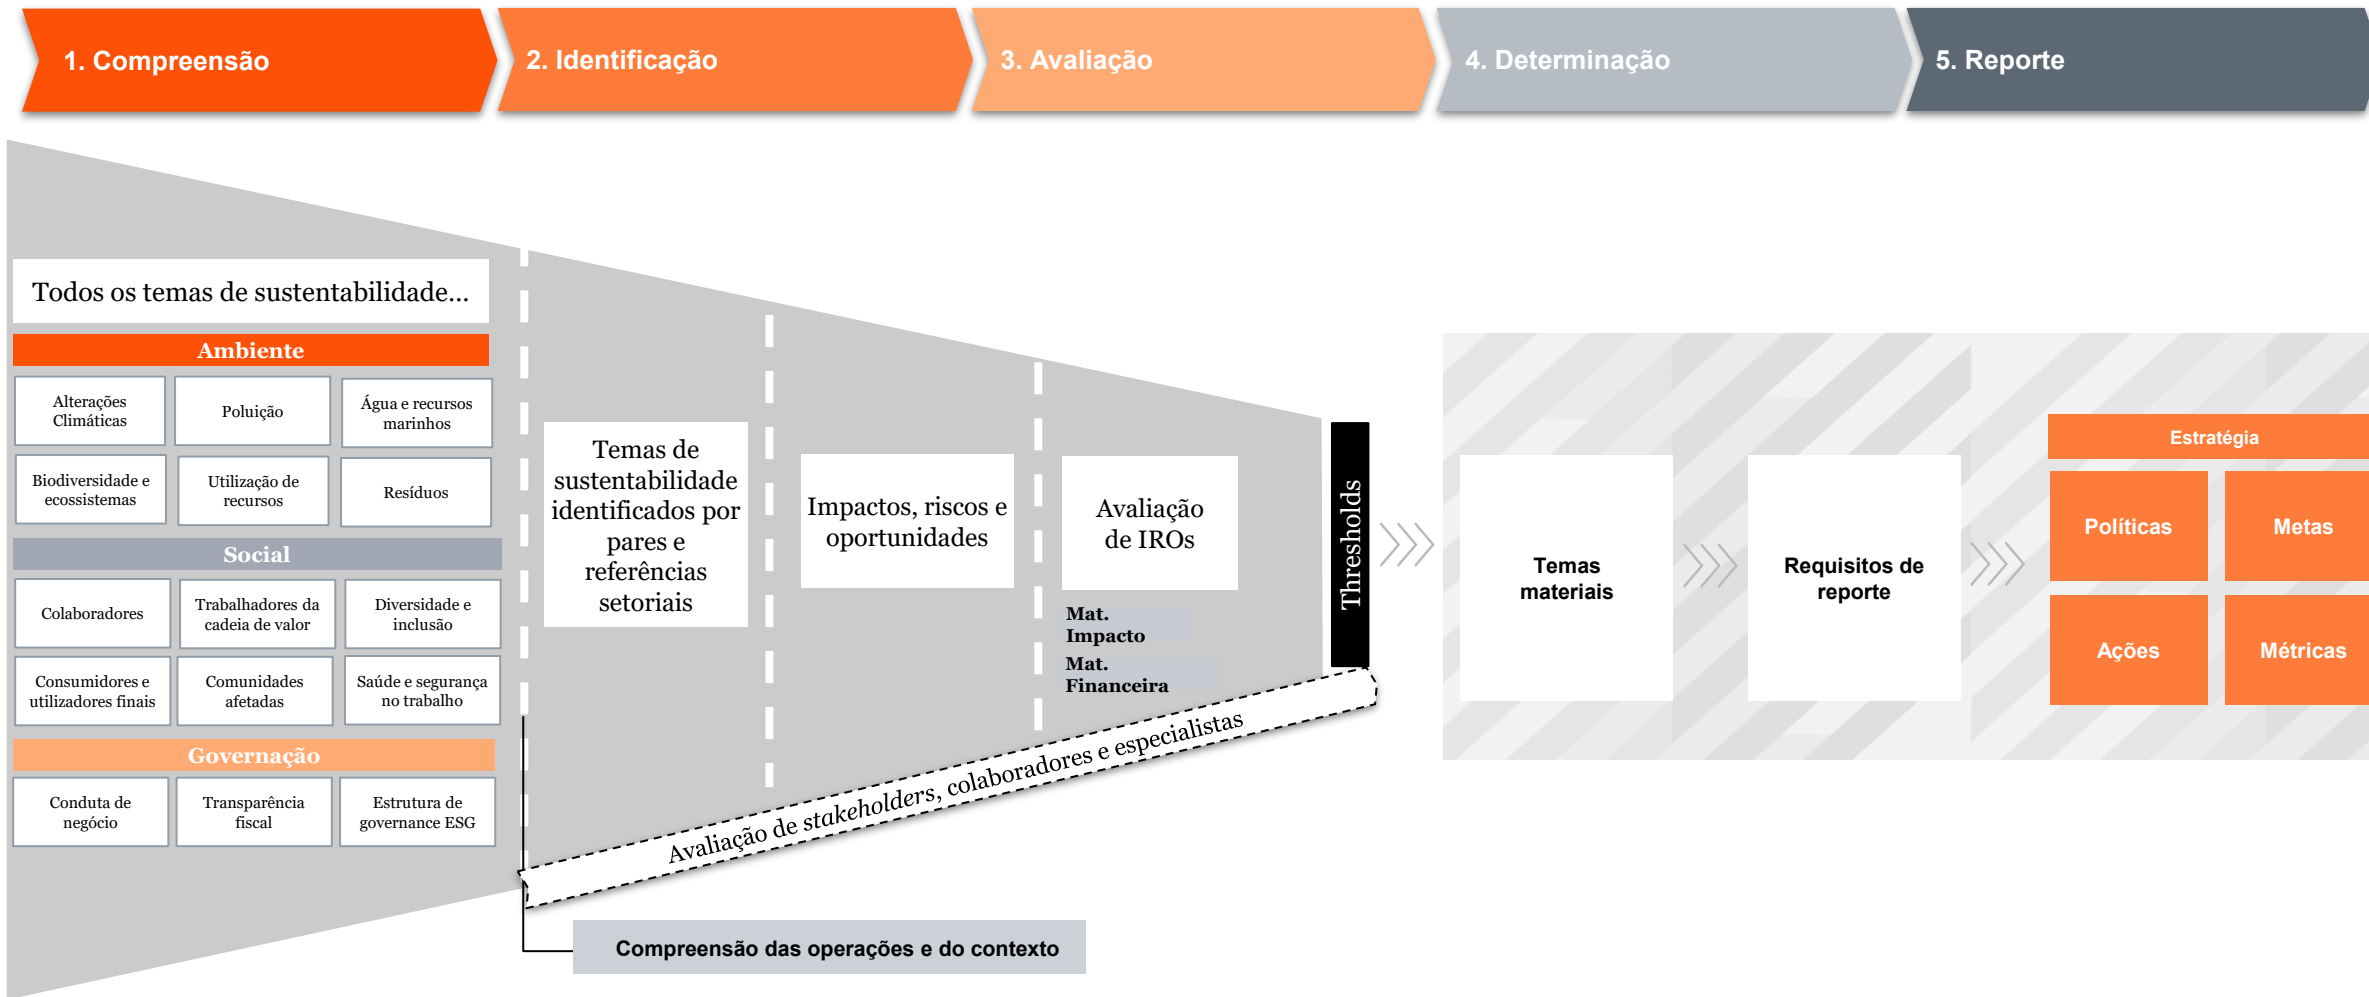 1. Compreensão
2. Identificação
3. Avaliação
4. Determinação
5. Reporte
Todos os temas de sustentabilidade...
Ambiente
Alterações
Climáticas
Poluição
Água e recursos
marinhos
Biodiversidade e
ecossistemas
Utilização de
recursos
Resíduos
Social
Colaboradores
Trabalhadores da
cadeia de valor
Diversidade e
inclusão
Consumidores e
utilizadores finais
Comunidades
afetadas
Saúde e segurança
no trabalho
Governação
Conduta de
negócio
Transparência
fiscal
Estrutura de
governance ESG
Temas de
sustentabilidade
identificados por
pares e
referências
setoriais
Impactos, riscos e
oportunidades
Avaliação
de IROs
Mat.
Impacto
Mat.
Financeira
Thresholds
Avaliação de stakeholders, colaboradores e especialistas
Compreensão das operações e do contexto
Temas
materiais
Requisitos de
reporte
Estratégia
Políticas
Metas
Ações
Métricas